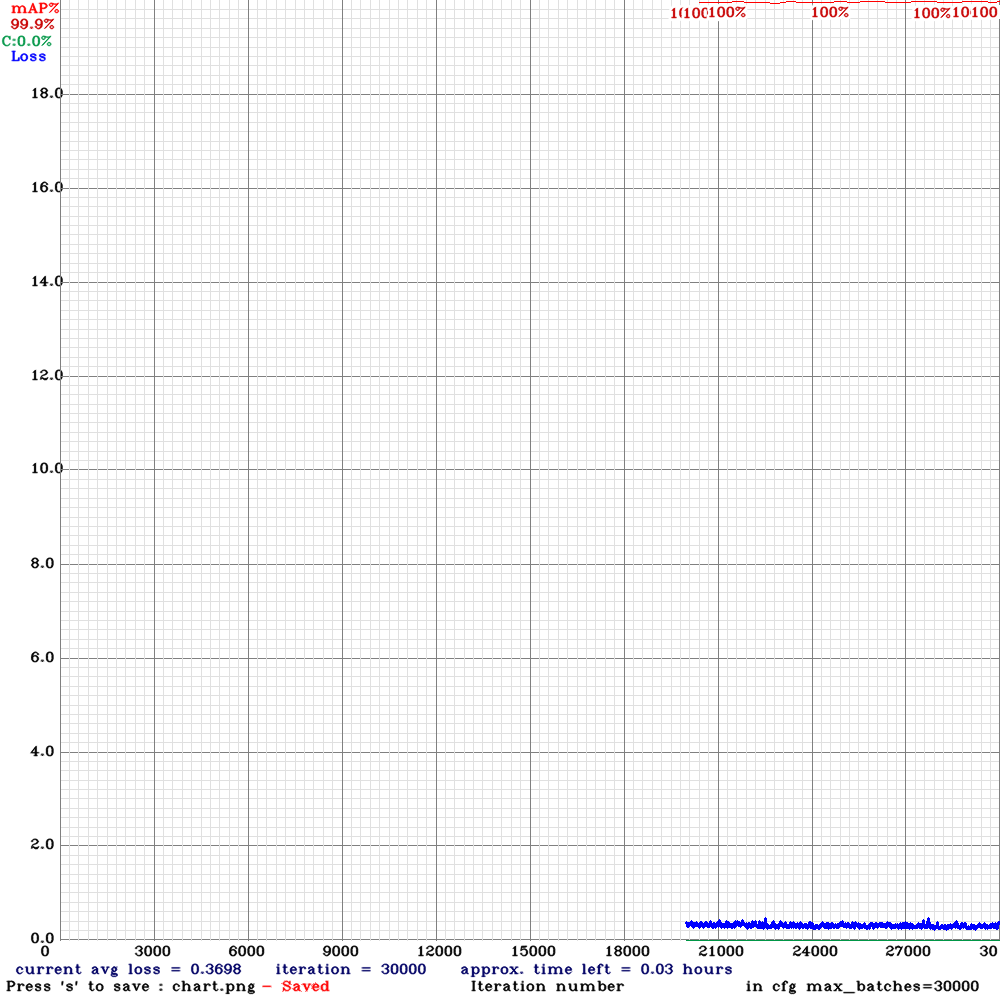 mAP% 100% 100% 100% 100
99.9%
C:0.0%
Loss
18.0
16.0
14.0
12.0
10.0
8.0
6.0
4.0
2.0
0.0
0 3000 6000 9000 12000 15000 18000 21000 24000 27000 30
current avg loss = 0.3698 iteration = 30000 approx. time left = 0.03 hours
Press 's' to save : chart.png - Saved Iteration number in cfg max_batches=30000